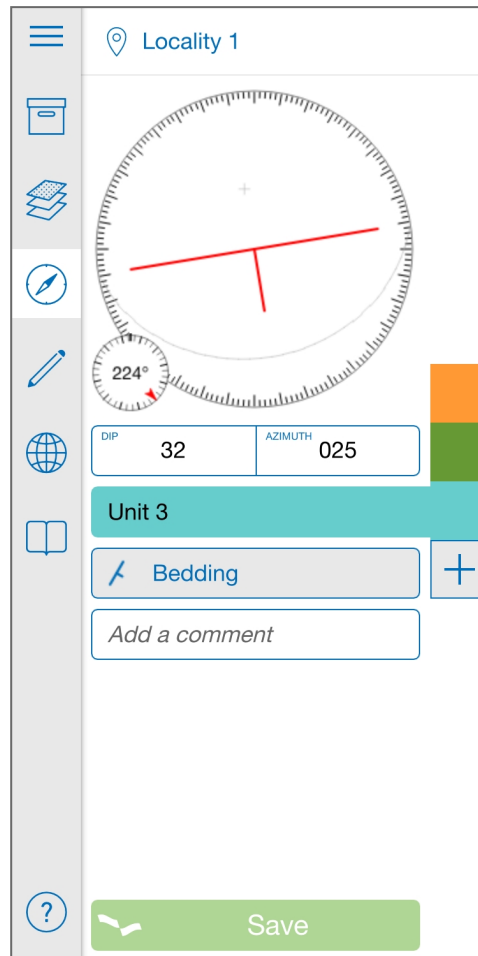 Locality 1
224°
DIP
32
AZIMUTH
025
Unit 3
Bedding
Add a comment
?
Save